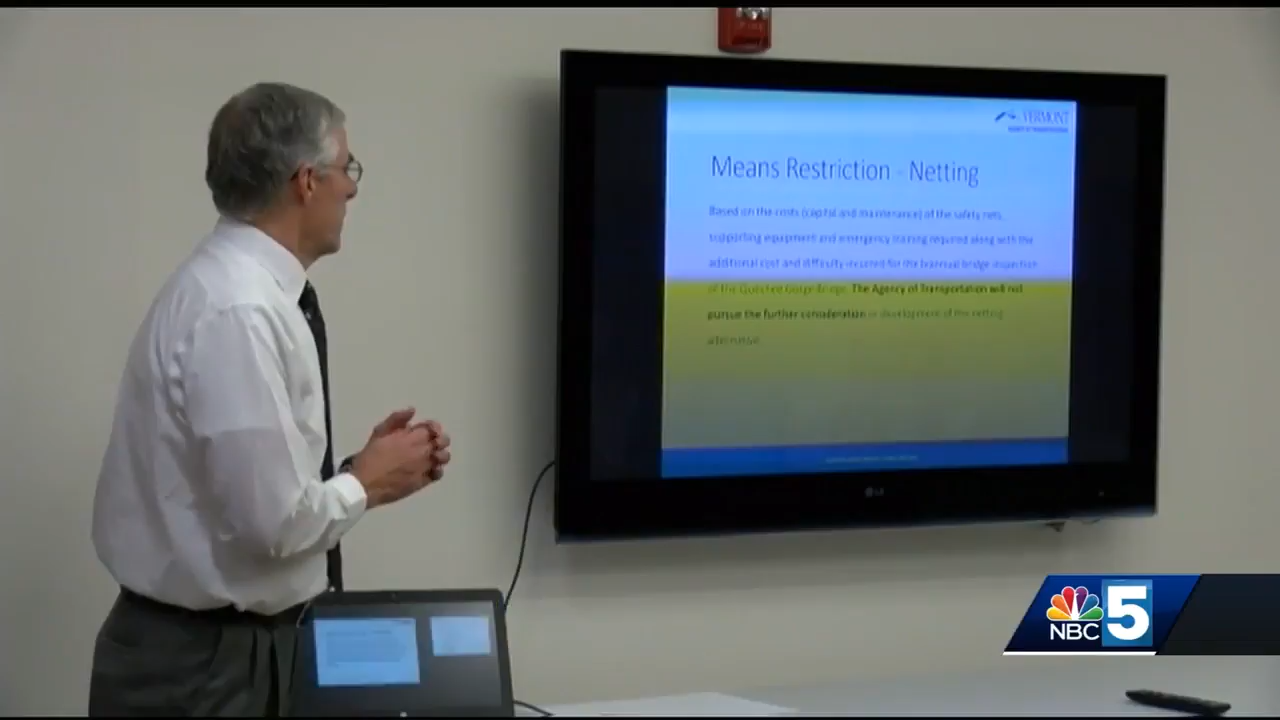 VERMONT
AGENCY OF TRANSPORTATION
Means Restriction - Netting
Based on the costs (capital and maintenance) of the safety nets,
supporting equipment and emergency training required along with the
additional cost and difficulty incurred for the biannual bridge inspection
of the Quechee Gorge Bridge. The Agency of Transportation will not
pursue the further consideration or development of the netting
alternative.
LG
NBC 5